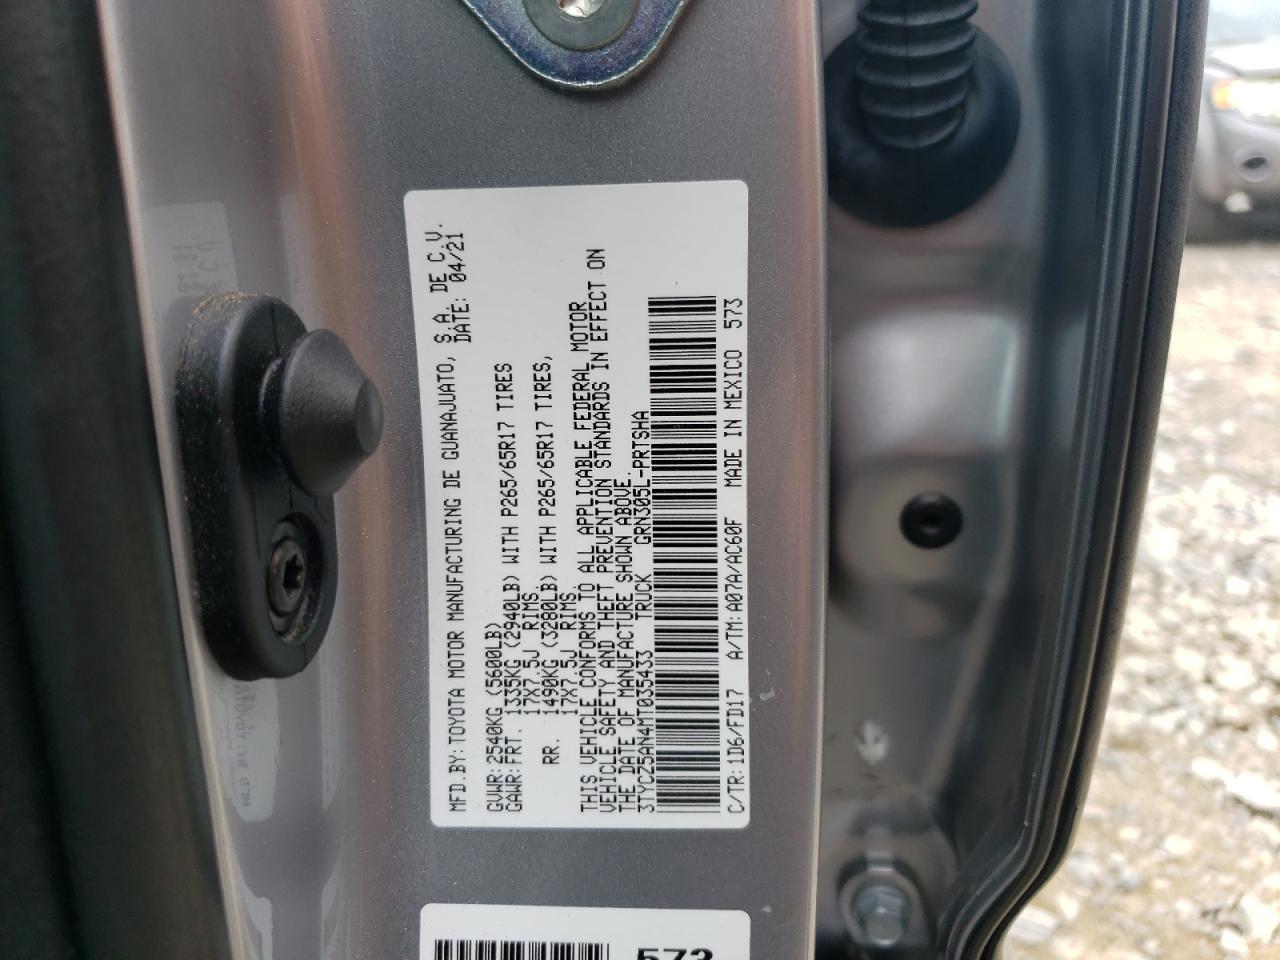 MFD.BY:TOYOTA MOTOR MANUFACTURING DE GUANAJUATO, S.A. DE C.V.
DATE: 04/21
GVWR:2540KG (5600LB)
GAWR:FRT. 1335KG (2940LB) WITH P265/65R17 TIRES
17X7.5J RIMS.
RR. 1490KG (3280LB) WITH P265/65R17 TIRES,
17X7.5J RIMS.
THIS VEHICLE CONFORMS TO ALL APPLICABLE FEDERAL MOTOR
VEHICLE SAFETY AND THEFT PREVENTION STANDARDS IN EFFECT ON
THE DATE OF MANUFACTURE SHOWN ABOVE.
3TYCZ5AN4MT035433 TRUCK GRN305L-PRTSHA
C/TR:1D6/FD17 A/TM:A07A/AC60F MADE IN MEXICO 573
573